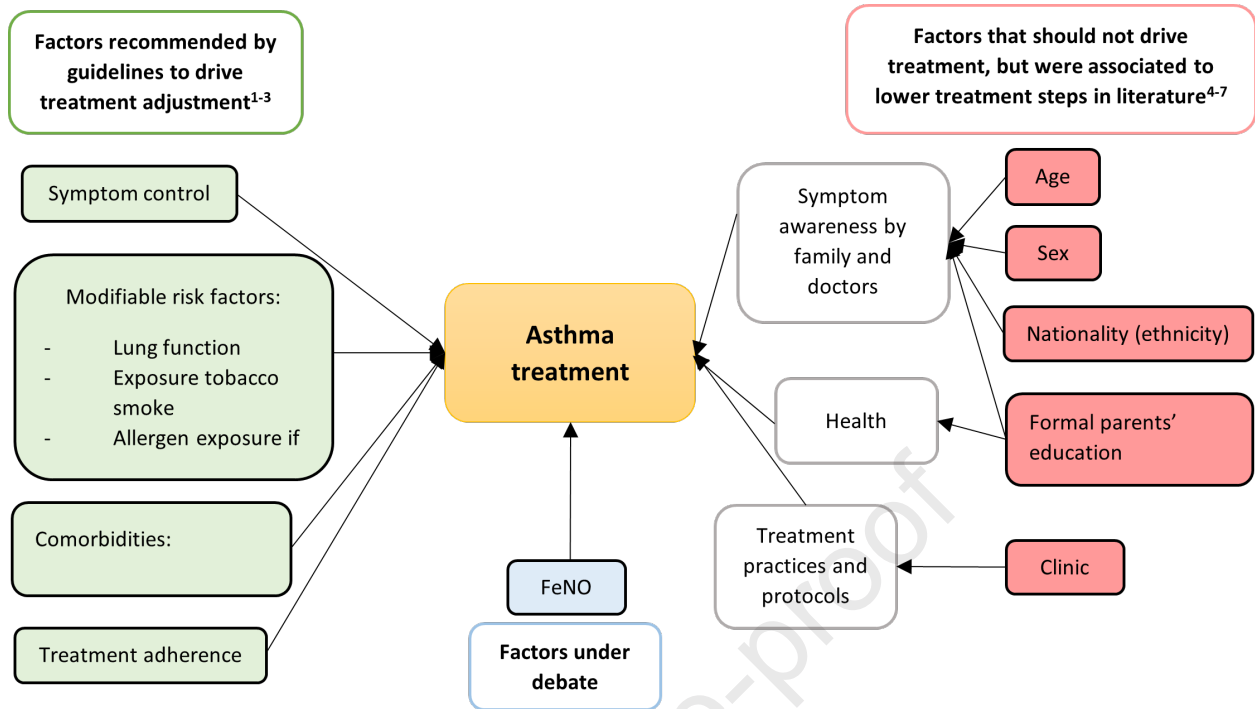 Factors recommended by
guidelines to drive
treatment adjustment1-3
Symptom control
Modifiable risk factors:
- Lung function
- Exposure tobacco
smoke
- Allergen exposure if
Comorbidities:
Treatment adherence
Asthma
treatment
FeNO
Factors under
debate
Factors that should not drive
treatment, but were associated to
lower treatment steps in literature4-7
Symptom
awareness by
family and
doctors
Health
Treatment
practices and
protocols
Age
Sex
Nationality (ethnicity)
Formal parents’
education
Clinic
-proof